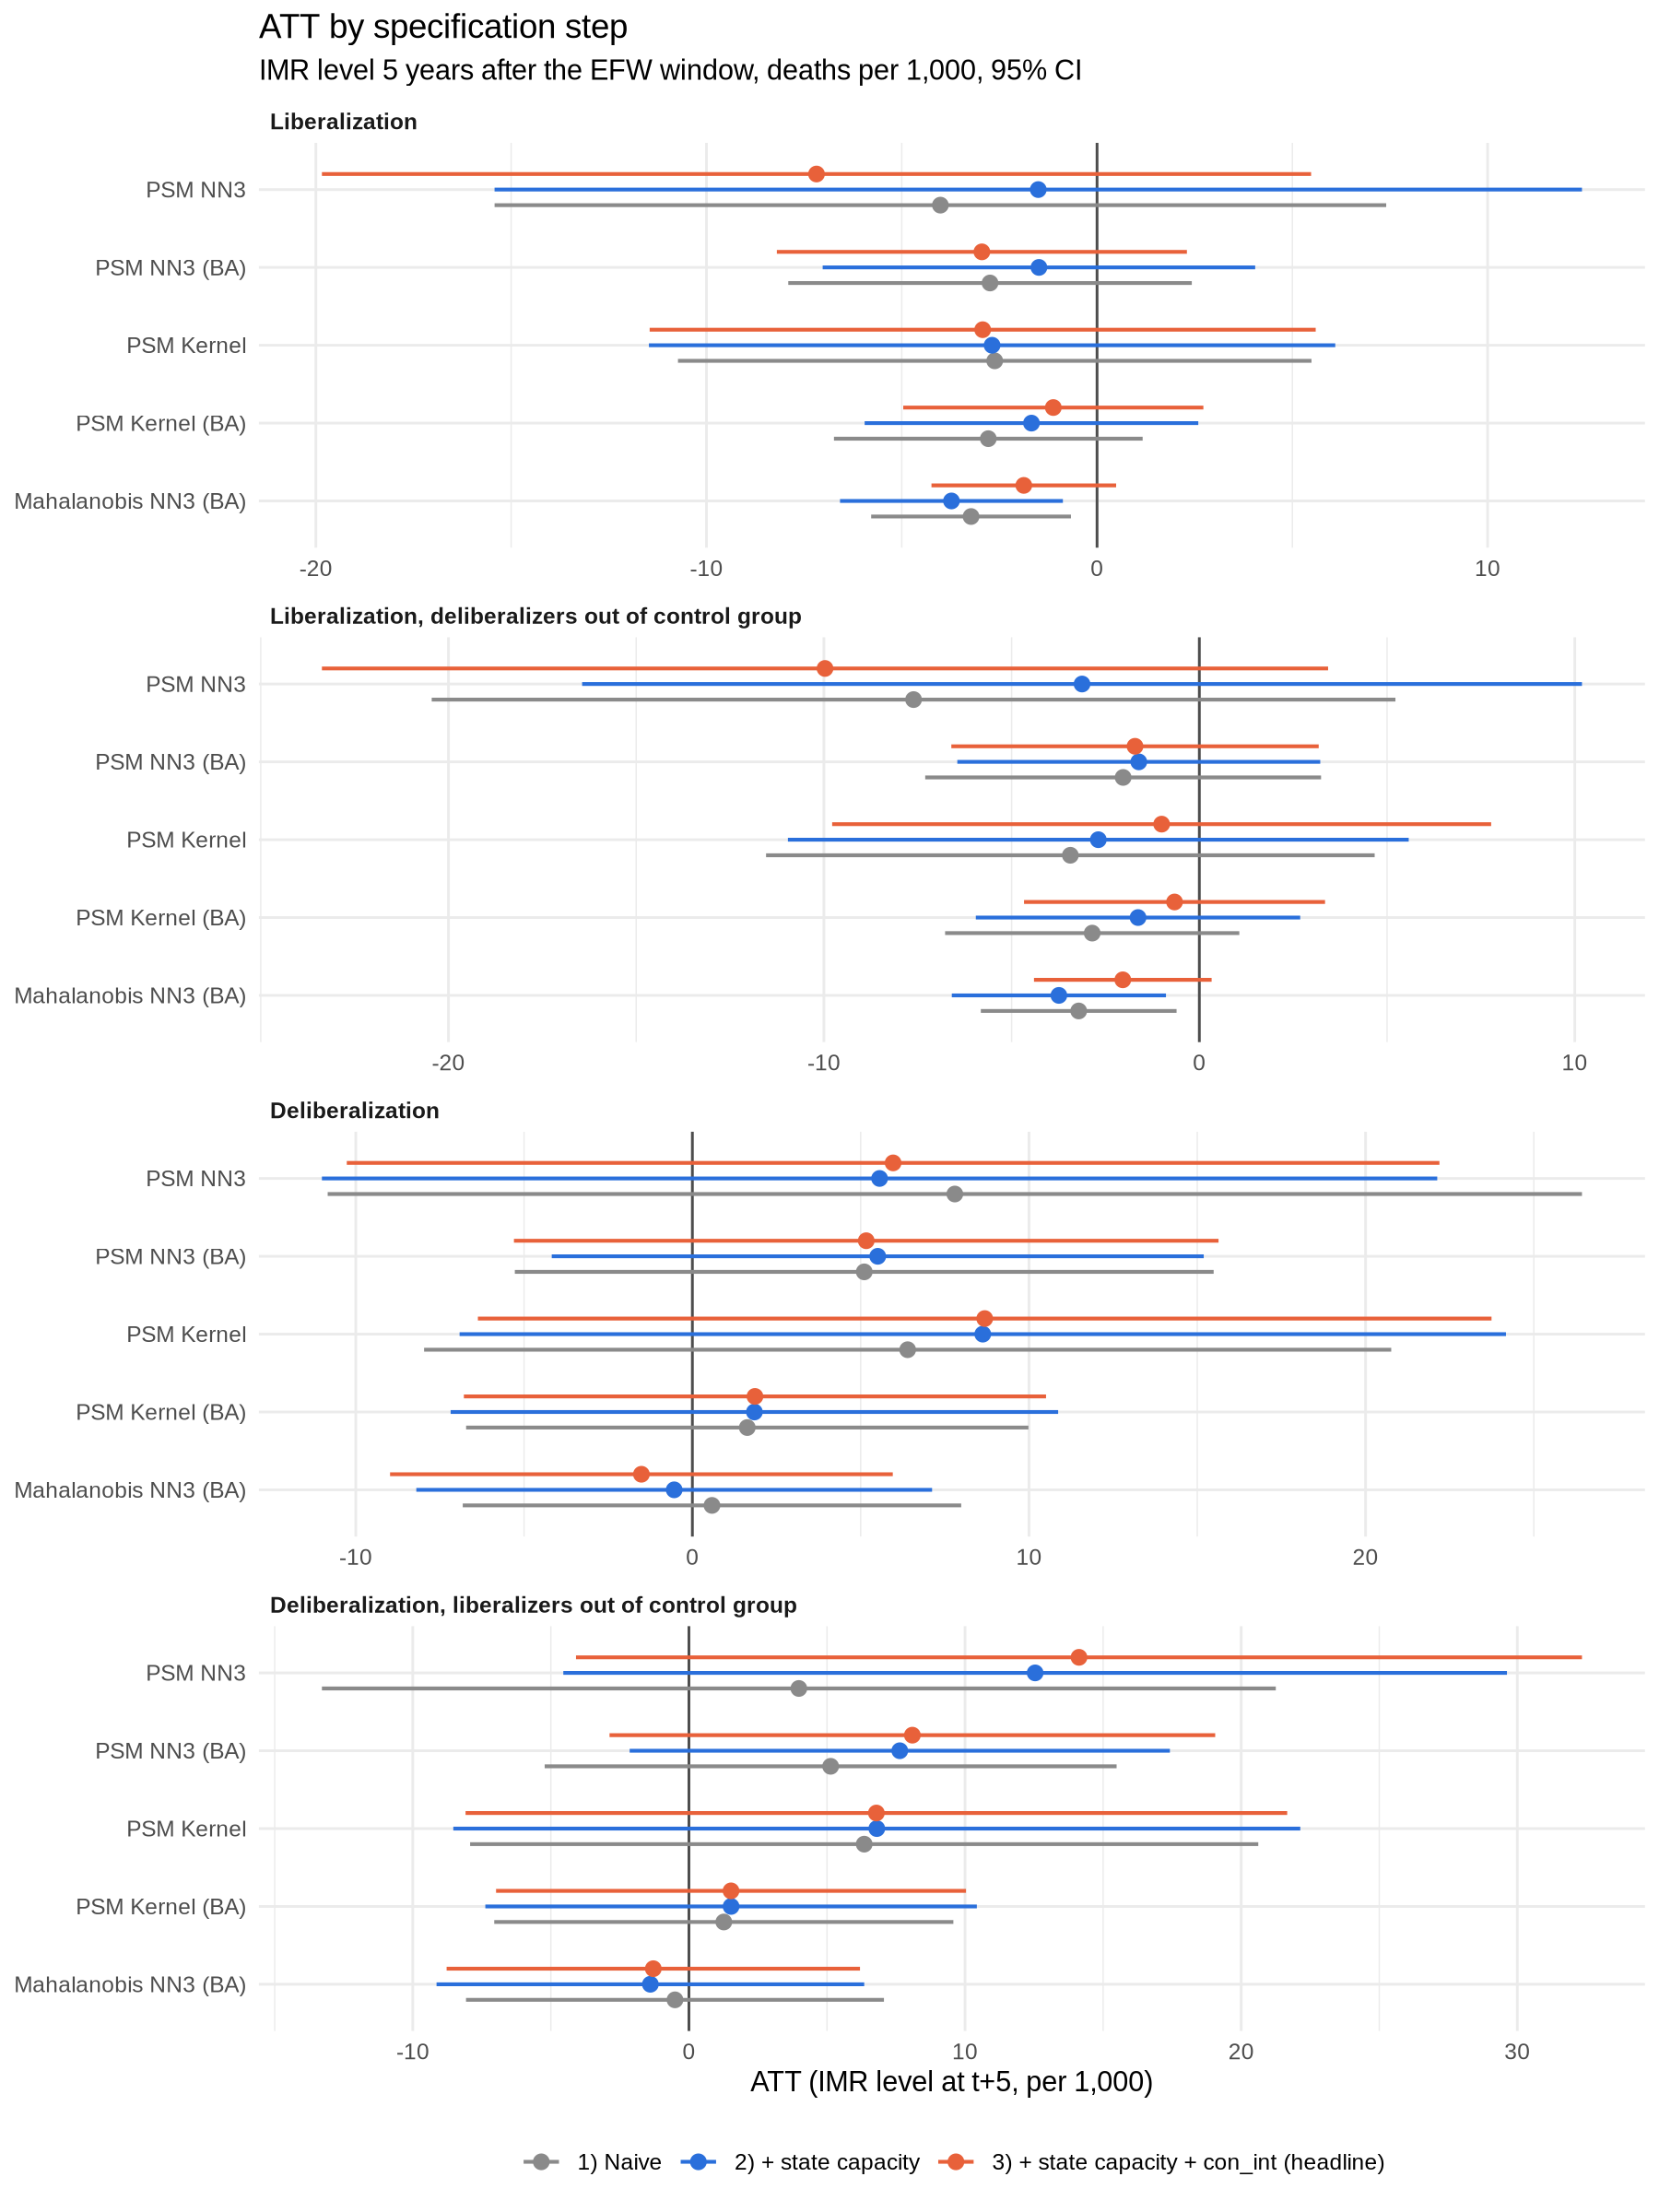 ATT by specification step
IMR level 5 years after the EFW window, deaths per 1,000, 95% CI
Liberalization
PSM NN3
PSM NN3 (BA)
PSM Kernel
PSM Kernel (BA)
Mahalanobis NN3 (BA)
-20 -10 0 10
Liberalization, deliberalizers out of control group
PSM NN3
PSM NN3 (BA)
PSM Kernel
PSM Kernel (BA)
Mahalanobis NN3 (BA)
-20 -10 0 10
Deliberalization
PSM NN3
PSM NN3 (BA)
PSM Kernel
PSM Kernel (BA)
Mahalanobis NN3 (BA)
-10 0 10 20
Deliberalization, liberalizers out of control group
PSM NN3
PSM NN3 (BA)
PSM Kernel
PSM Kernel (BA)
Mahalanobis NN3 (BA)
-10 0 10 20 30
ATT (IMR level at t+5, per 1,000)
1) Naive 2) + state capacity 3) + state capacity + con_int (headline)